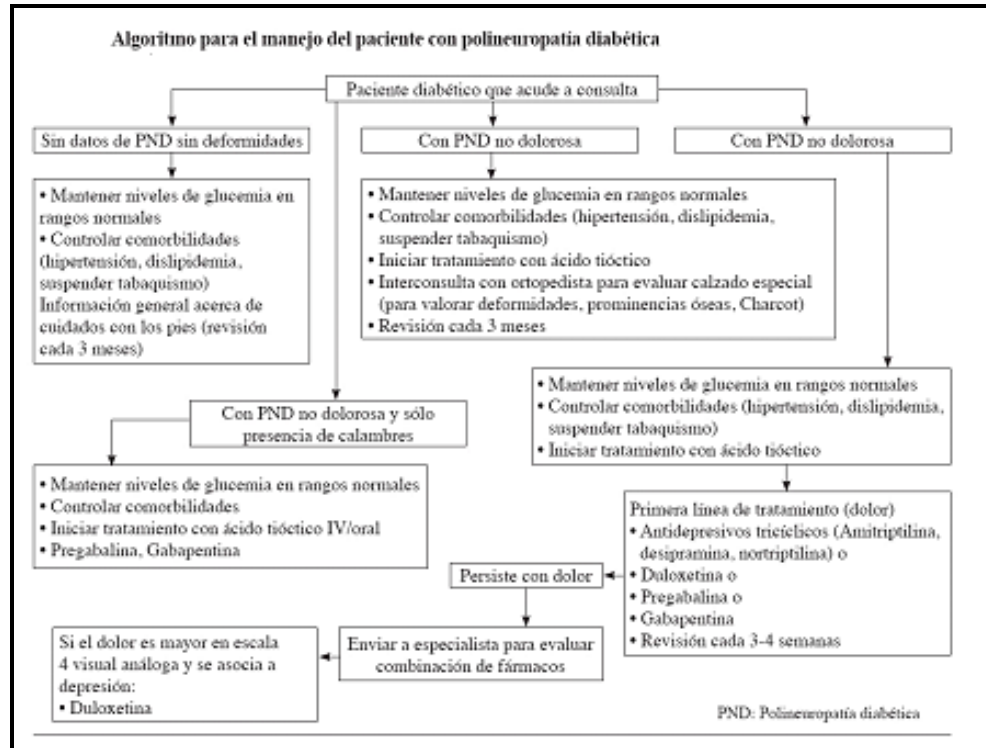 Algoritmo para el manejo del paciente con polineuropatía diabética
Paciente diabético que acude a consulta
Sin datos de PND sin deformidades
Con PND no dolorosa
Con PND no dolorosa
• Mantener niveles de glucemia en
rangos normales
• Controlar comorbilidades
(hipertensión, dislipidemia,
suspender tabaquismo)
Información general acerca de
cuidados con los pies (revisión
cada 3 meses)
• Mantener niveles de glucemia en rangos normales
• Controlar comorbilidades (hipertensión, dislipidemia,
suspender tabaquismo)
• Iniciar tratamiento con ácido tióctico
• Interconsulta con ortopedista para evaluar calzado especial
(para valorar deformidades, prominencias óseas, Charcot)
• Revisión cada 3 meses
• Mantener niveles de glucemia en rangos normales
• Controlar comorbilidades (hipertensión, dislipidemia,
suspender tabaquismo)
• Iniciar tratamiento con ácido tióctico
Con PND no dolorosa y sólo
presencia de calambres
• Mantener niveles de glucemia en rangos normales
• Controlar comorbilidades
• Iniciar tratamiento con ácido tióctico IV/oral
• Pregabalina, Gabapentina
Primera línea de tratamiento (dolor)
• Antidepresivos tricíclicos (Amitriptilina,
desipramina, nortriptilina) o
• Duloxetina o
• Pregabalina o
• Gabapentina
• Revisión cada 3-4 semanas
Persiste con dolor
Enviar a especialista para evaluar
combinación de fármacos
Si el dolor es mayor en escala
4 visual análoga y se asocia a
depresión:
• Duloxetina
PND: Polineuropatía diabética